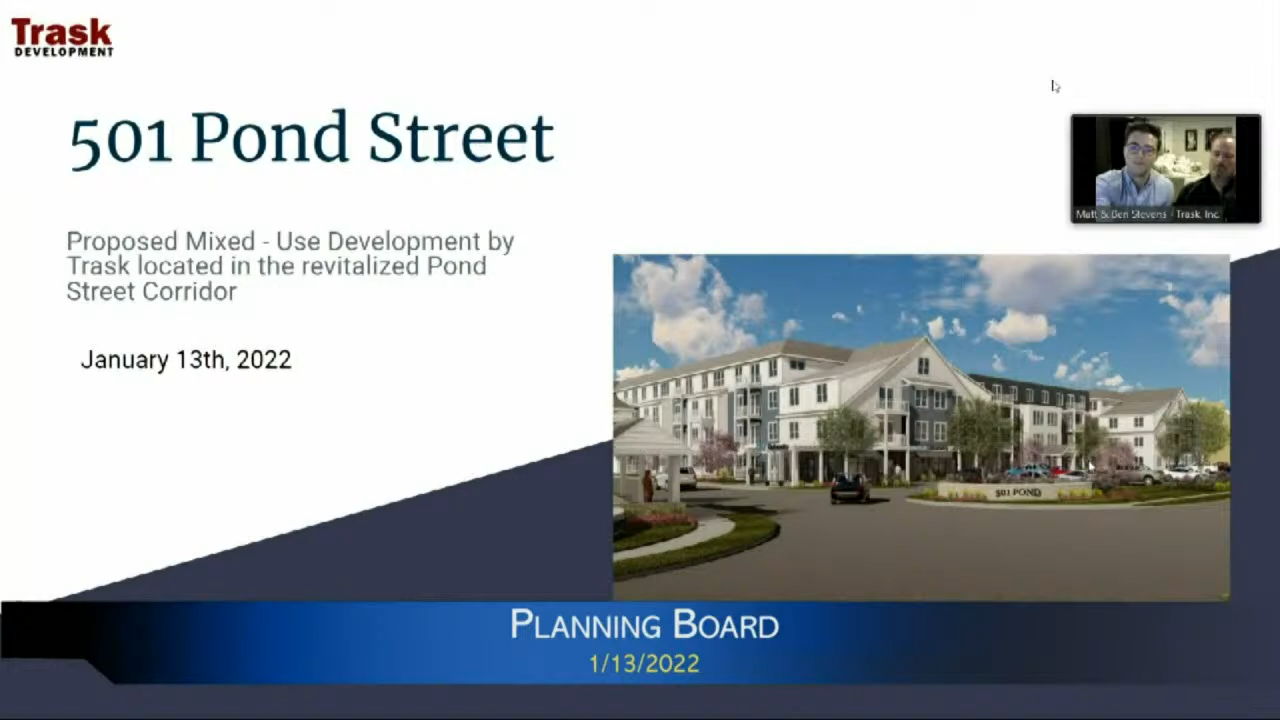 Trask
DEVELOPMENT
501 Pond Street
Proposed Mixed - Use Development by
Trask located in the revitalized Pond
Street Corridor
January 13th, 2022
Matt & Ben Stevens - Trask, Inc.
501 POND
PLANNING BOARD
1/13/2022